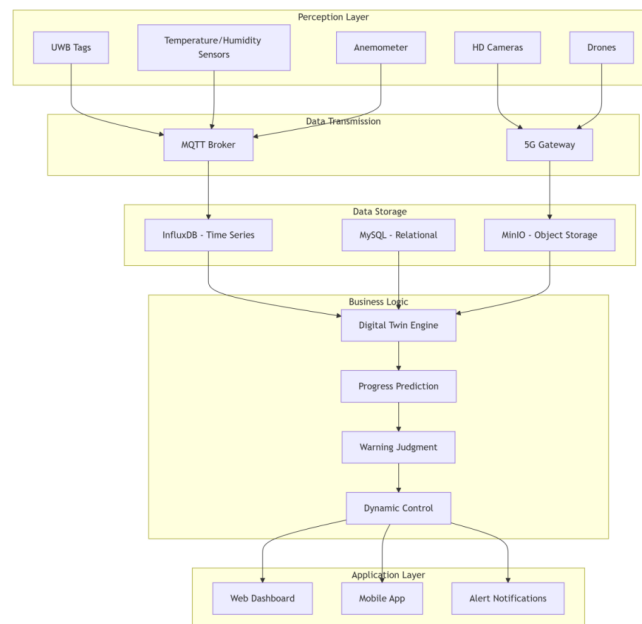 Perception Layer
UWB Tags
Temperature/Humidity
Sensors
Anemometer
HD Cameras
Drones
Data Transmission
MQTT Broker
5G Gateway
Data Storage
InfluxDB - Time Series
MySQL - Relational
MinIO - Object Storage
Business Logic
Digital Twin Engine
Progress Prediction
Warning Judgment
Dynamic Control
Application Layer
Web Dashboard
Mobile App
Alert Notifications